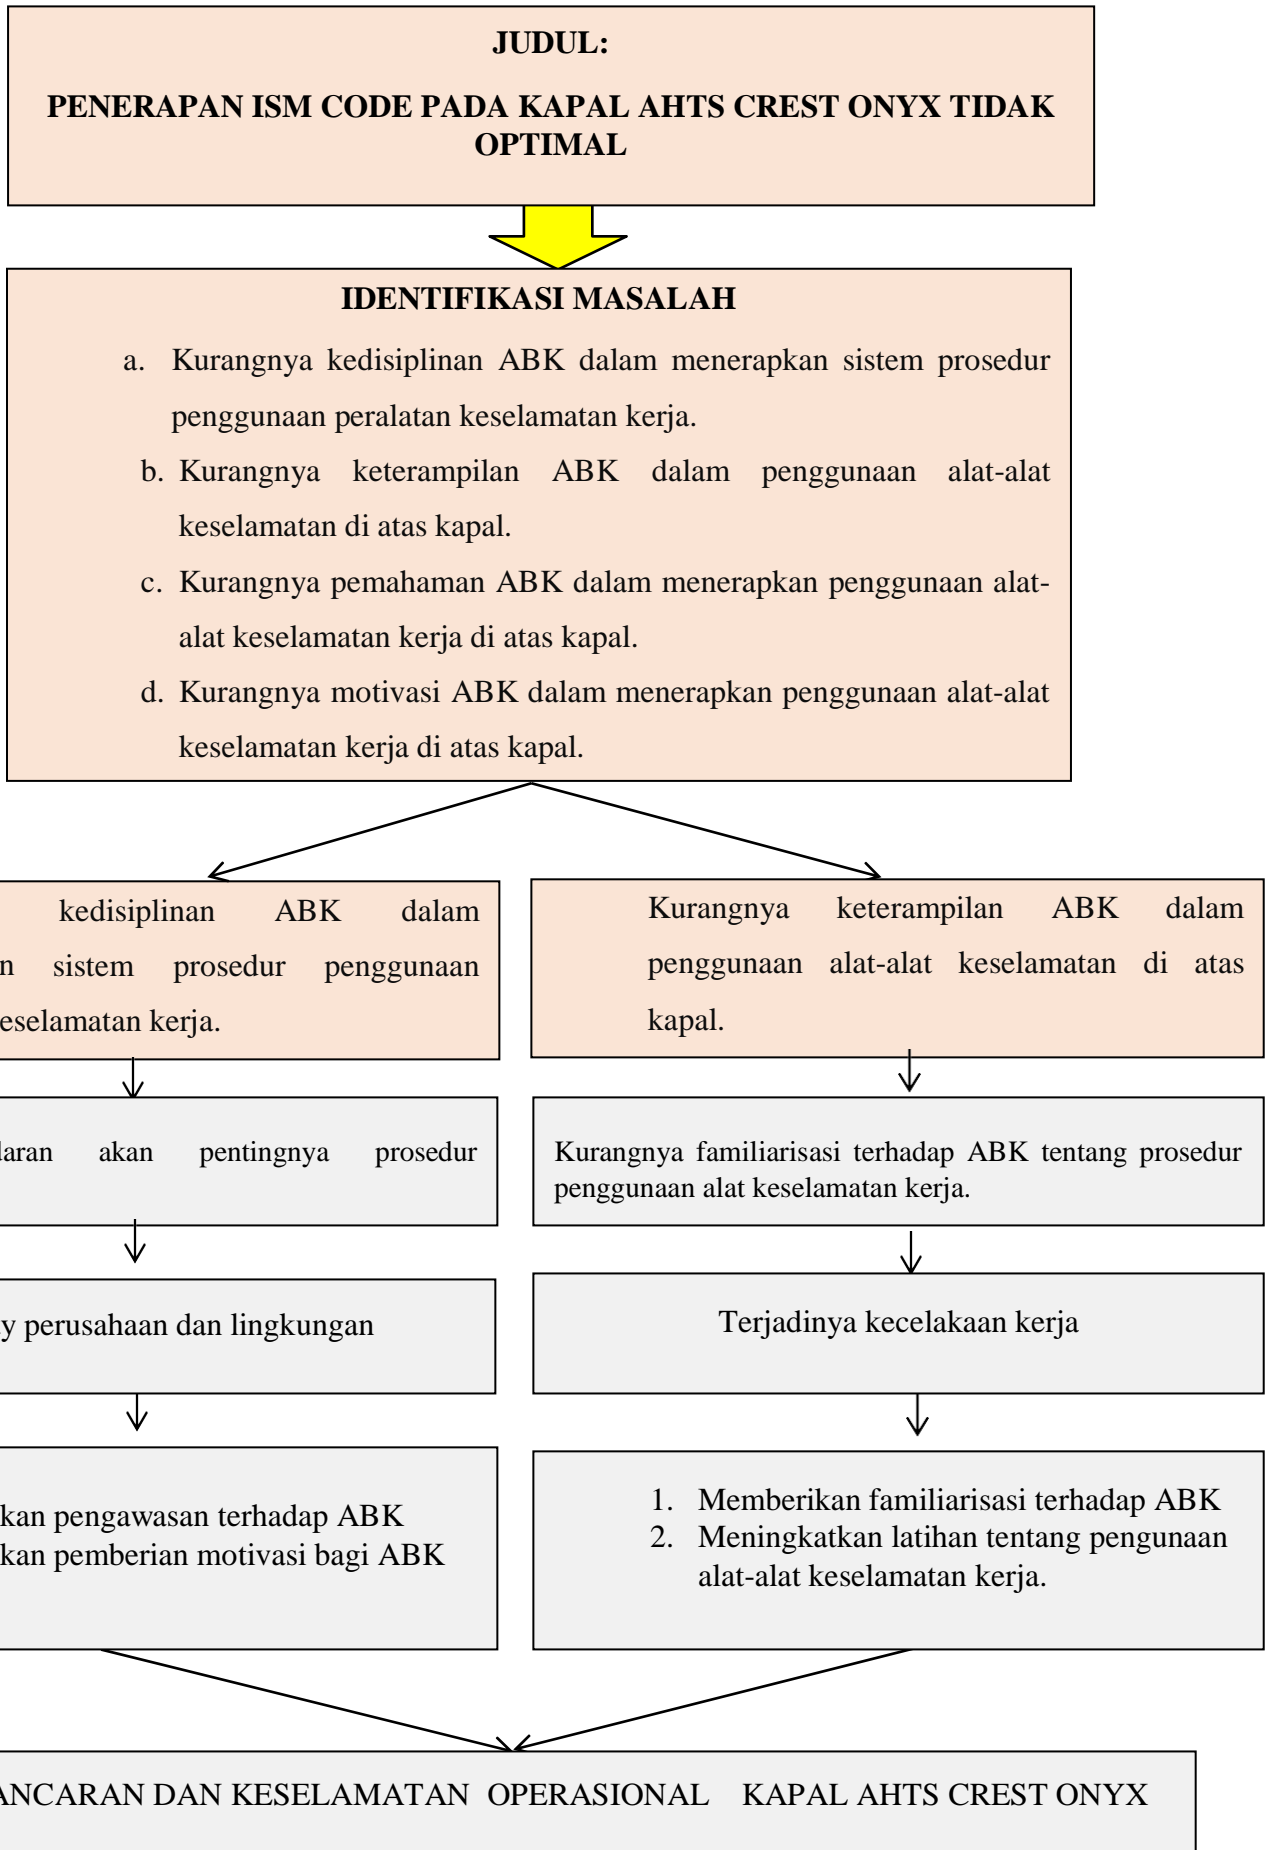 JUDUL:
PENERAPAN ISM CODE PADA KAPAL AHTS CREST ONYX TIDAK
OPTIMAL
IDENTIFIKASI MASALAH
a. Kurangnya kedisiplinan ABK dalam menerapkan sistem prosedur
penggunaan peralatan keselamatan kerja.
b. Kurangnya keterampilan ABK dalam penggunaan alat-alat
keselamatan di atas kapal.
c. Kurangnya pemahaman ABK dalam menerapkan penggunaan alat-
alat keselamatan kerja di atas kapal.
d. Kurangnya motivasi ABK dalam menerapkan penggunaan alat-alat
keselamatan kerja di atas kapal.
kedisiplinan ABK dalam
sistem prosedur penggunaan
eselamatan kerja.
Kurangnya keterampilan ABK dalam
penggunaan alat-alat keselamatan di atas
kapal.
akan pentingnya prosedur
Kurangnya familiarisasi terhadap ABK tentang prosedur
penggunaan alat keselamatan kerja.
perusahaan dan lingkungan
Terjadinya kecelakaan kerja
kan pengawasan terhadap ABK
kan pemberian motivasi bagi ABK
1. Memberikan familiarisasi terhadap ABK
2. Meningkatkan latihan tentang pengunaan
alat-alat keselamatan kerja.
ANCARAN DAN KESELAMATAN OPERASIONAL KAPAL AHTS CREST ONYX